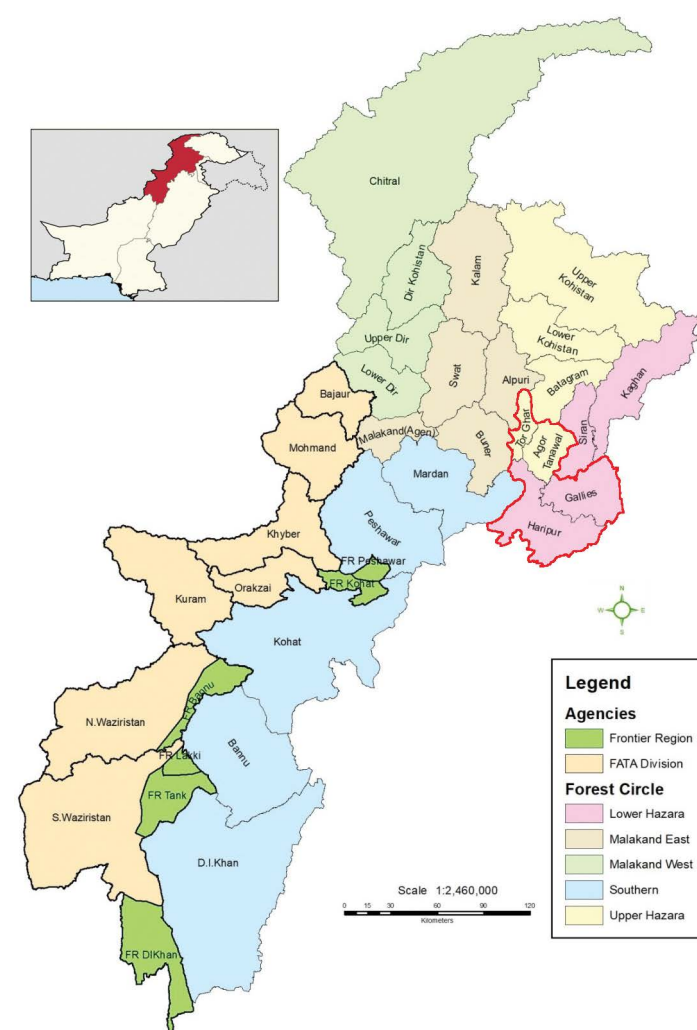 Chitral
Dir Kohistan
Kalam
Upper
Kohistan
Upper Dir
Lower
Kohistan
Kaghan
Swat
Alpuri
Batagram
Lower Dir
Bajaur
Tor Ghar
Siran
Malakand(Agen)
Buner
Agor
Tanawal
Mohmand
Mardan
Gallies
Peshawar
Haripur
Khyber
FR Peshawar
FR Kohat
Orakzai
Kuram
N
W
E
S
Kohat
Legend
FR Bannu
Agencies
N.Waziristan
Frontier Region
Bannu
FATA Division
FR Lakki
Forest Circle
FR Tank
S.Waziristan
Lower Hazara
Malakand East
D.I.Khan
Malakand West
Scale 1:2,460,000
Southern
0 15 30 60 90 120
Kilometers
Upper Hazara
FR DIKhan